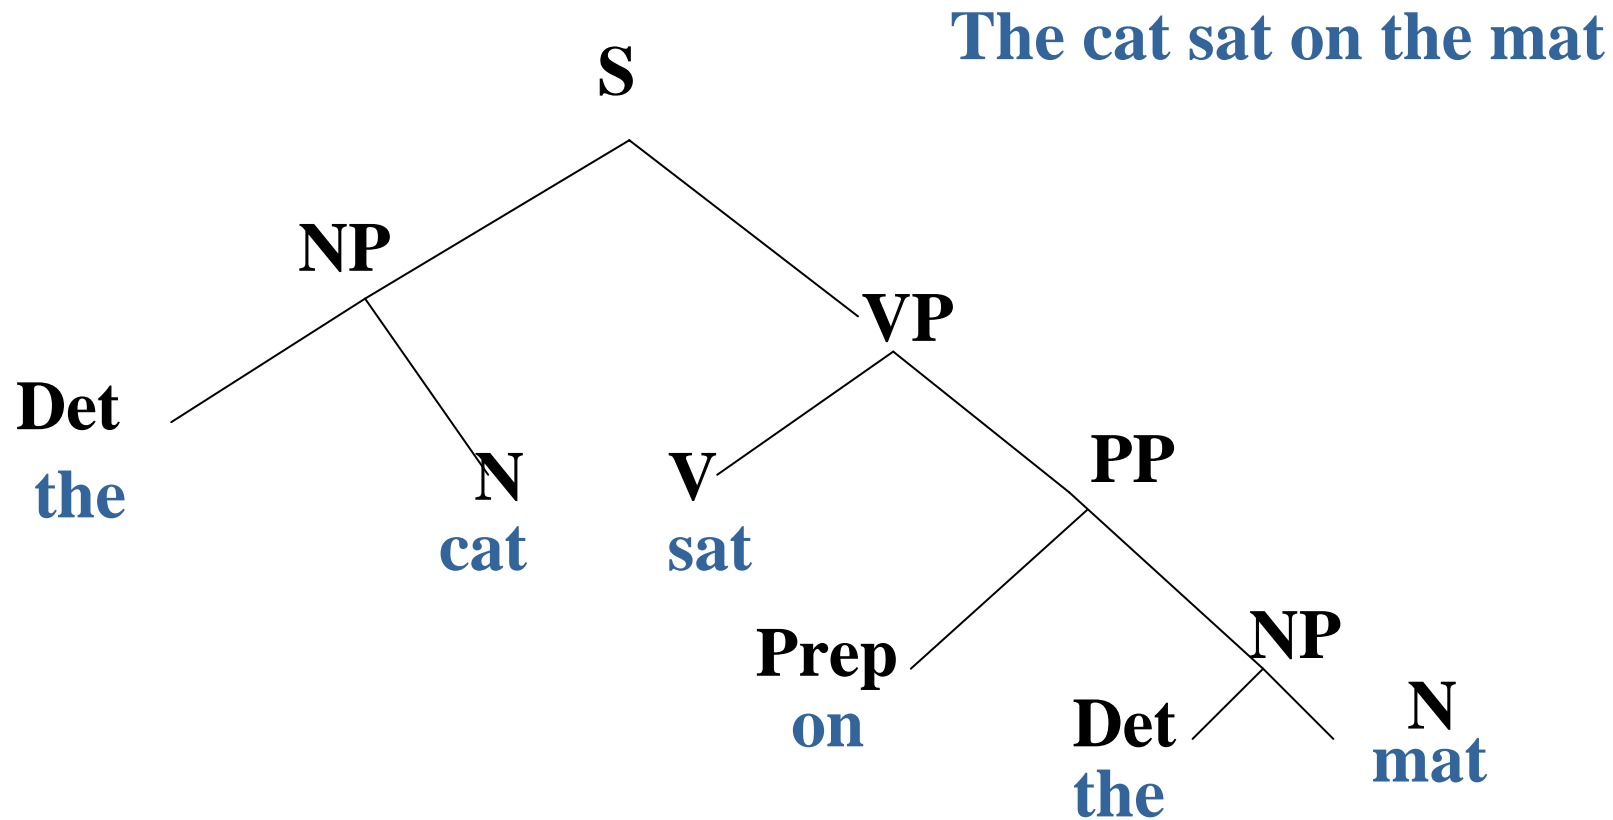 The cat sat on the mat
S
NP
VP
Det
the
N
cat
V
sat
PP
Prep
on
NP
Det
the
N
mat